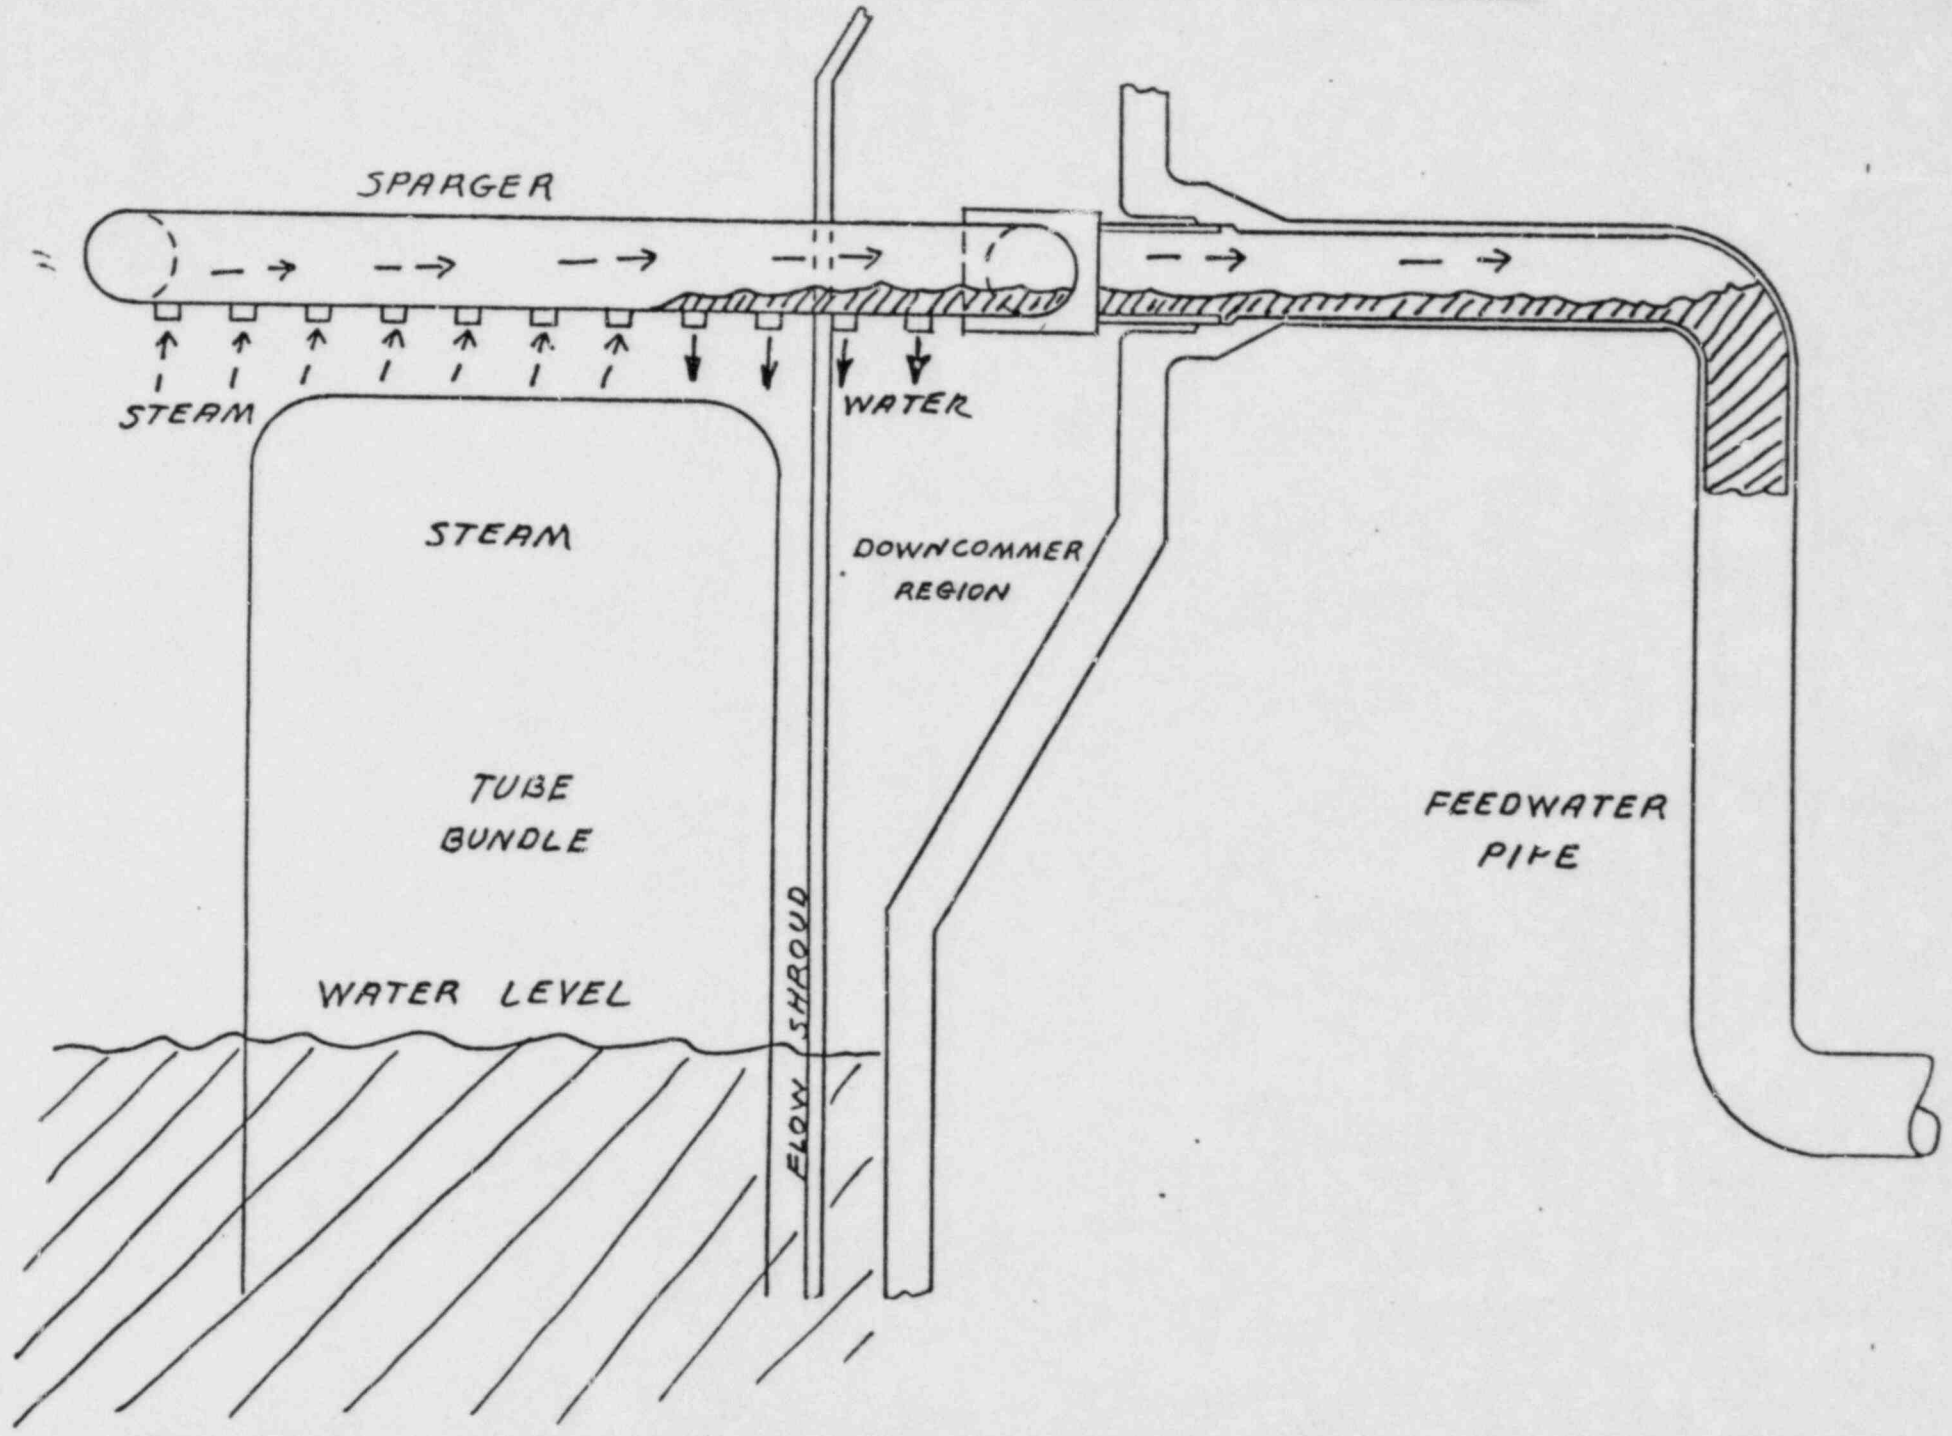 SPARGER
STEAM
WATER
STEAM
DOWNCOMMER
REGION
TUBE
BUNDLE
FEEDWATER
PIPE
FLOW SHROUD
WATER LEVEL